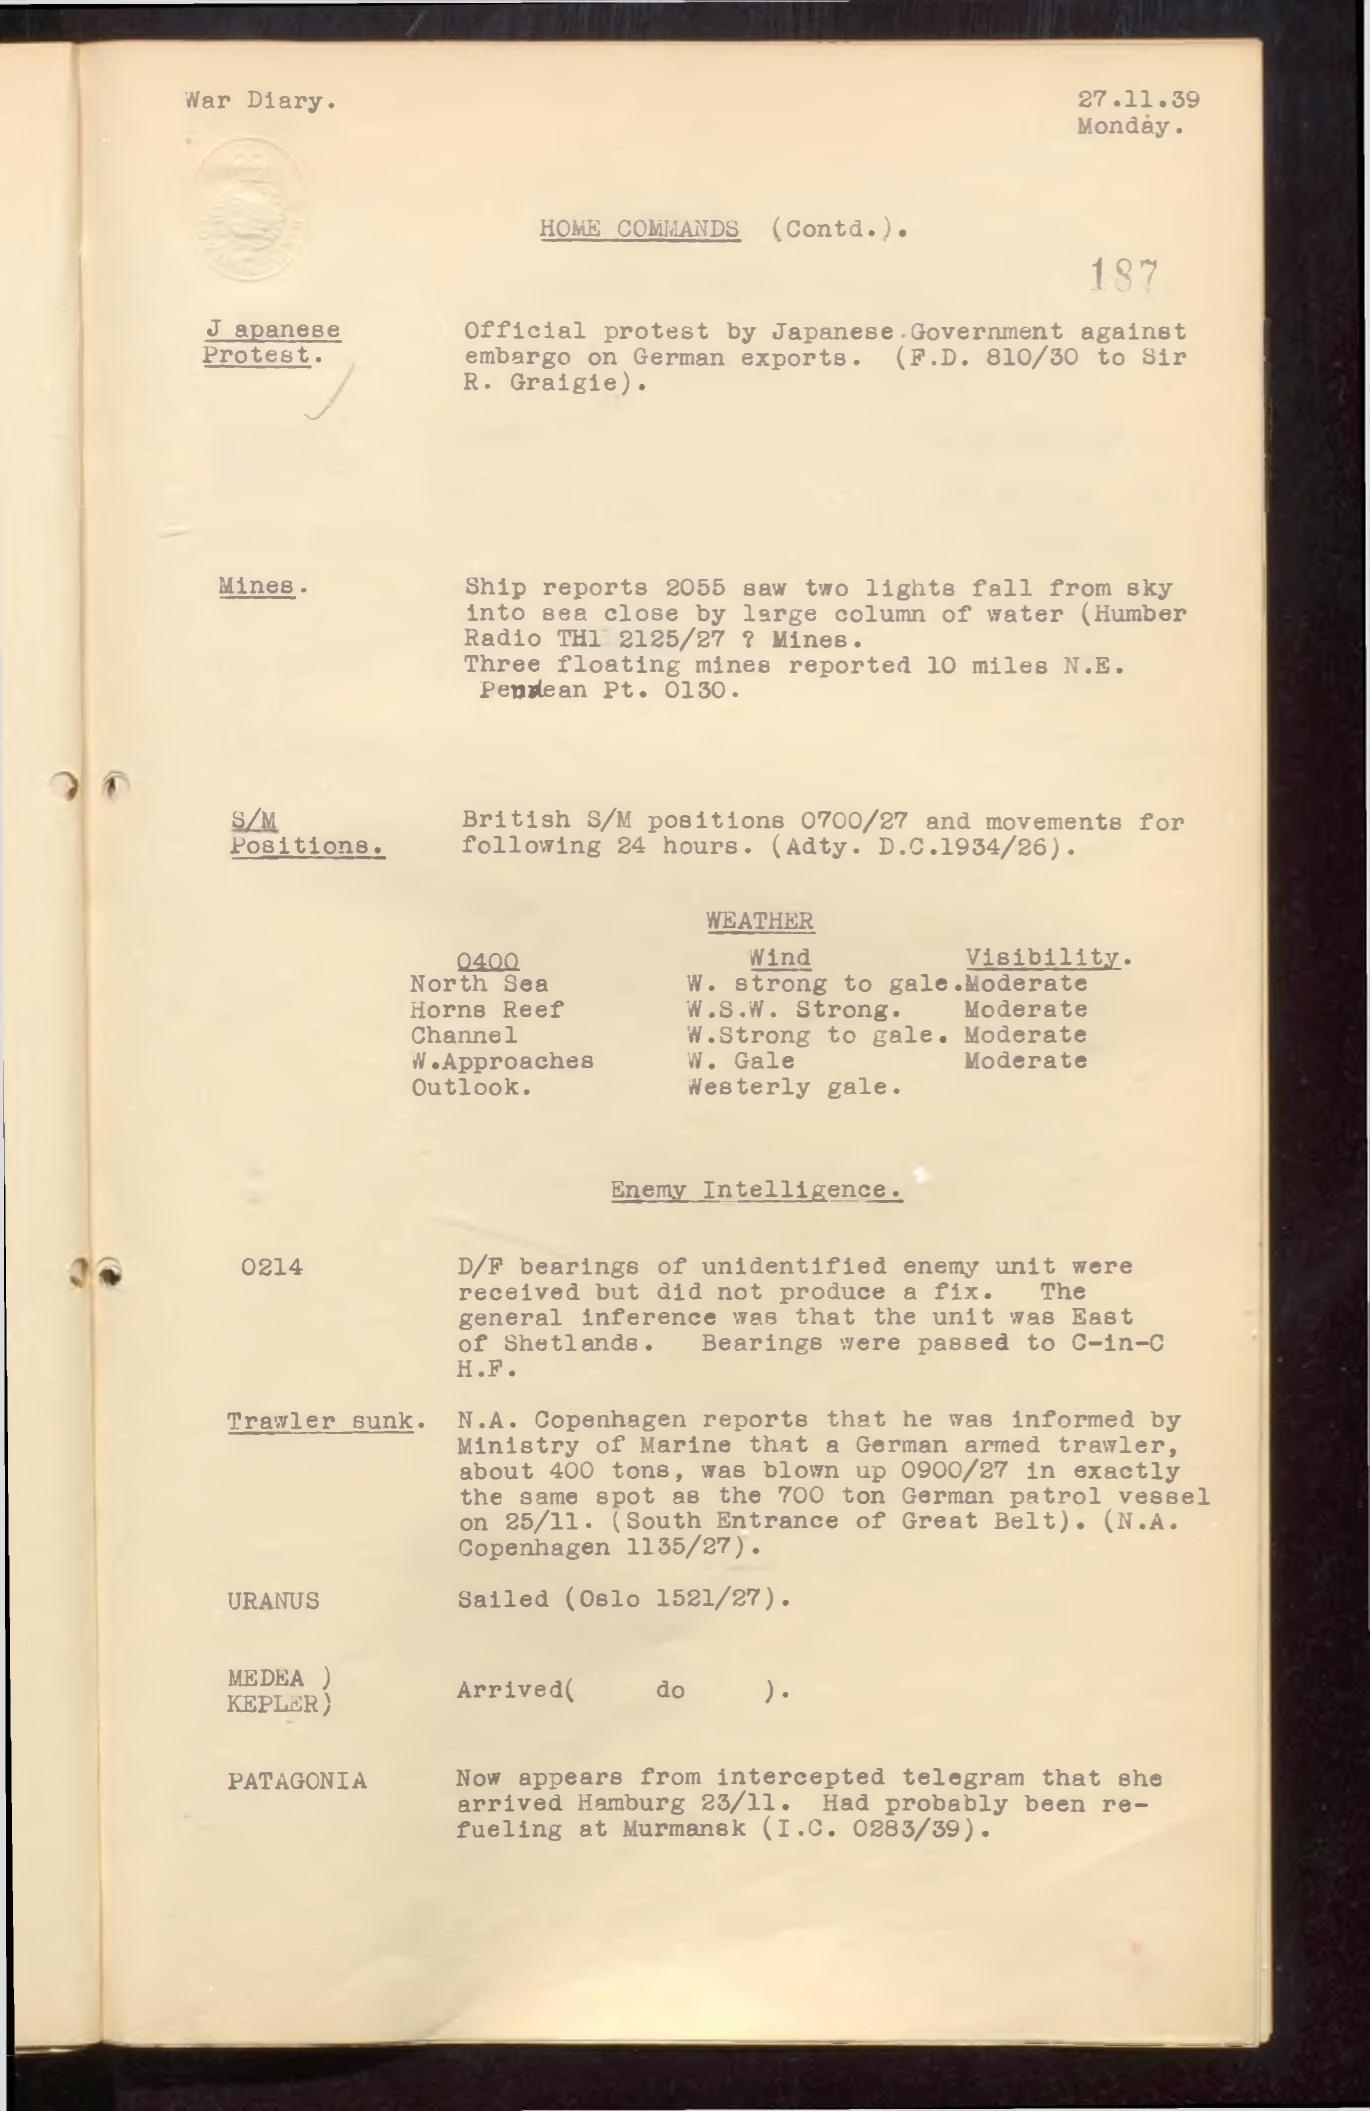 War Diary.
27.11.39
Monday.
HOME COMMANDS (Contd.).
187
J apanese
Protest.
Official protest by Japanese Government against
embargo on German exports. (F.D. 810/30 to Sir
R. Graigie).
Mines.
Ship reports 2055 saw two lights fall from sky
into sea close by large column of water (Humber
Radio TH1 2125/27 ? Mines.
Three floating mines reported 10 miles N.E.
Pendean Pt. 0130.
S/M
Positions.
British S/M positions 0700/27 and movements for
following 24 hours. (Adty. D.C.1934/26).
WEATHER
0400 Wind Visibility.
North Sea W. strong to gale.Moderate
Horns Reef W.S.W. Strong. Moderate
Channel W.Strong to gale. Moderate
W.Approaches W. Gale Moderate
Outlook. Westerly gale.
Enemy Intelligence.
0214
D/F bearings of unidentified enemy unit were
received but did not produce a fix. The
general inference was that the unit was East
of Shetlands. Bearings were passed to C-in-C
H.F.
Trawler sunk.
N.A. Copenhagen reports that he was informed by
Ministry of Marine that a German armed trawler,
about 400 tons, was blown up 0900/27 in exactly
the same spot as the 700 ton German patrol vessel
on 25/11. (South Entrance of Great Belt). (N.A.
Copenhagen 1135/27).
URANUS Sailed (Oslo 1521/27).
MEDEA )
KEPLER)
Arrived( do ).
PATAGONIA
Now appears from intercepted telegram that she
arrived Hamburg 23/11. Had probably been re-
fueling at Murmansk (I.C. 0283/39).